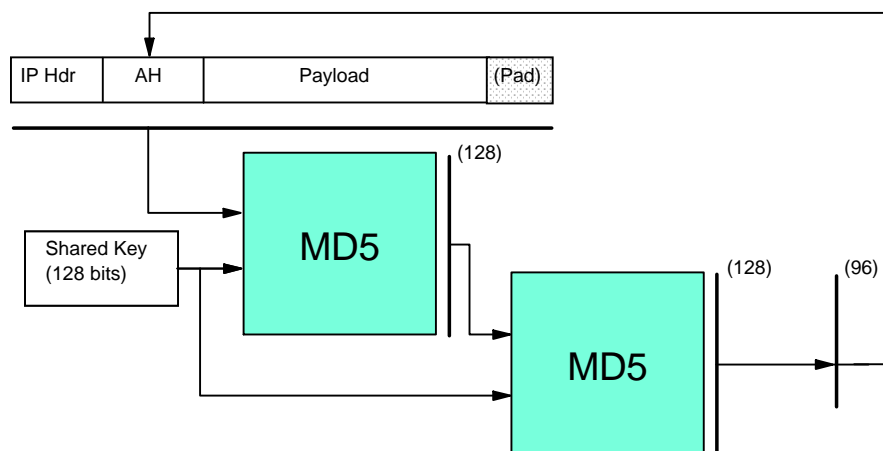 IP Hdr AH Payload (Pad)
(128)
MD5
Shared Key
(128 bits)
(128) (96)
MD5